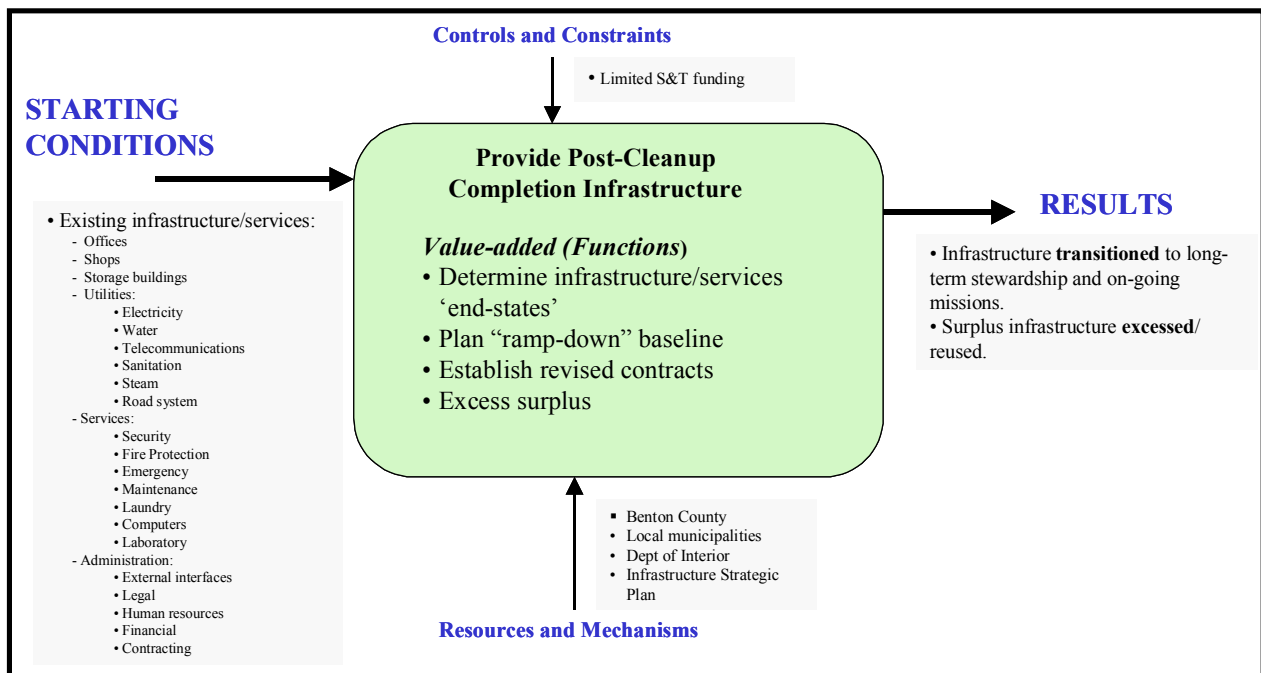 Controls and Constraints
• Limited S&T funding
STARTING
CONDITIONS
• Existing infrastructure/services:
- Offices
- Shops
- Storage buildings
- Utilities:
• Electricity
• Water
• Telecommunications
• Sanitation
• Steam
• Road system
- Services:
• Security
• Fire Protection
• Emergency
• Maintenance
• Laundry
• Computers
• Laboratory
- Administration:
• External interfaces
• Legal
• Human resources
• Financial
• Contracting
Provide Post-Cleanup
Completion Infrastructure
Value-added (Functions)
• Determine infrastructure/services
‘end-states’
• Plan “ramp-down” baseline
• Establish revised contracts
• Excess surplus
RESULTS
• Infrastructure transitioned to long-
term stewardship and on-going
missions.
• Surplus infrastructure excessed/
reused.
▪ Benton County
• Local municipalities
• Dept of Interior
• Infrastructure Strategic
Plan
Resources and Mechanisms